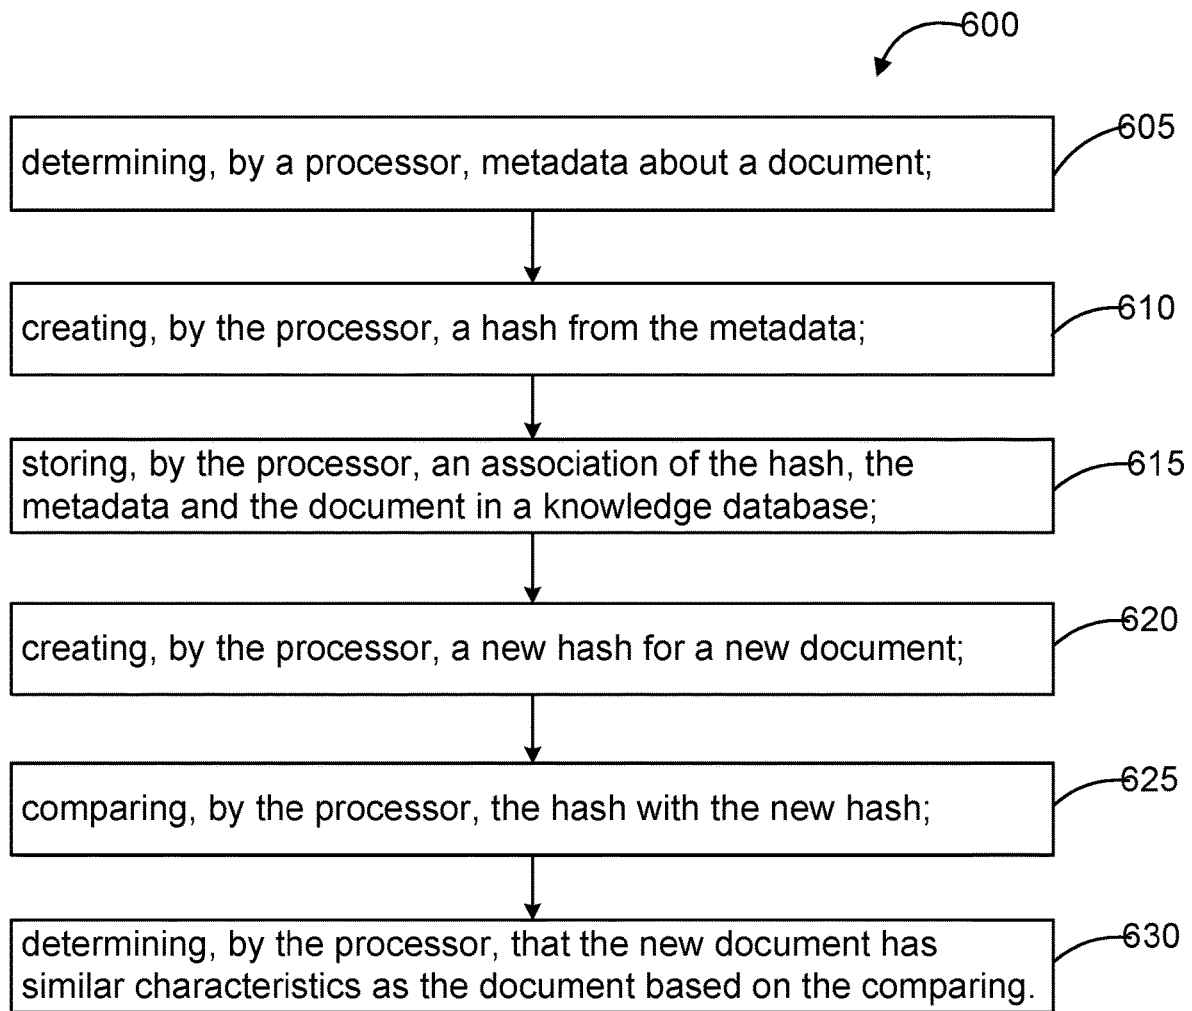 600
605
determining, by a processor, metadata about a document;
610
creating, by the processor, a hash from the metadata;
615
storing, by the processor, an association of the hash, the
metadata and the document in a knowledge database;
620
creating, by the processor, a new hash for a new document;
625
comparing, by the processor, the hash with the new hash;
630
determining, by the processor, that the new document has
similar characteristics as the document based on the comparing.